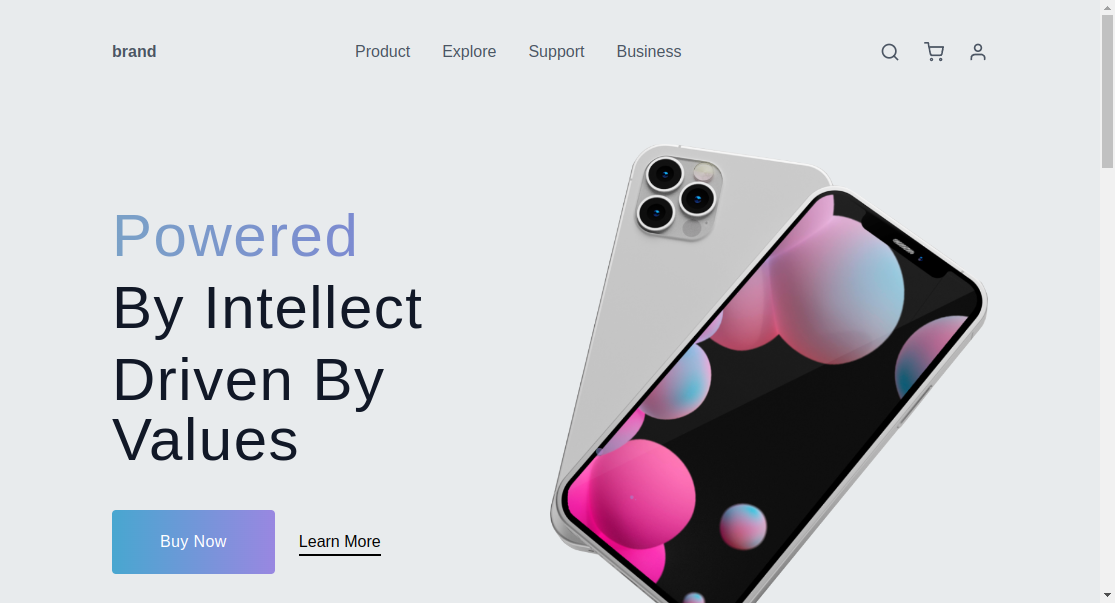 brand
Product Explore Support Business
Powered
By Intellect
Driven By
Values
Buy Now Learn More